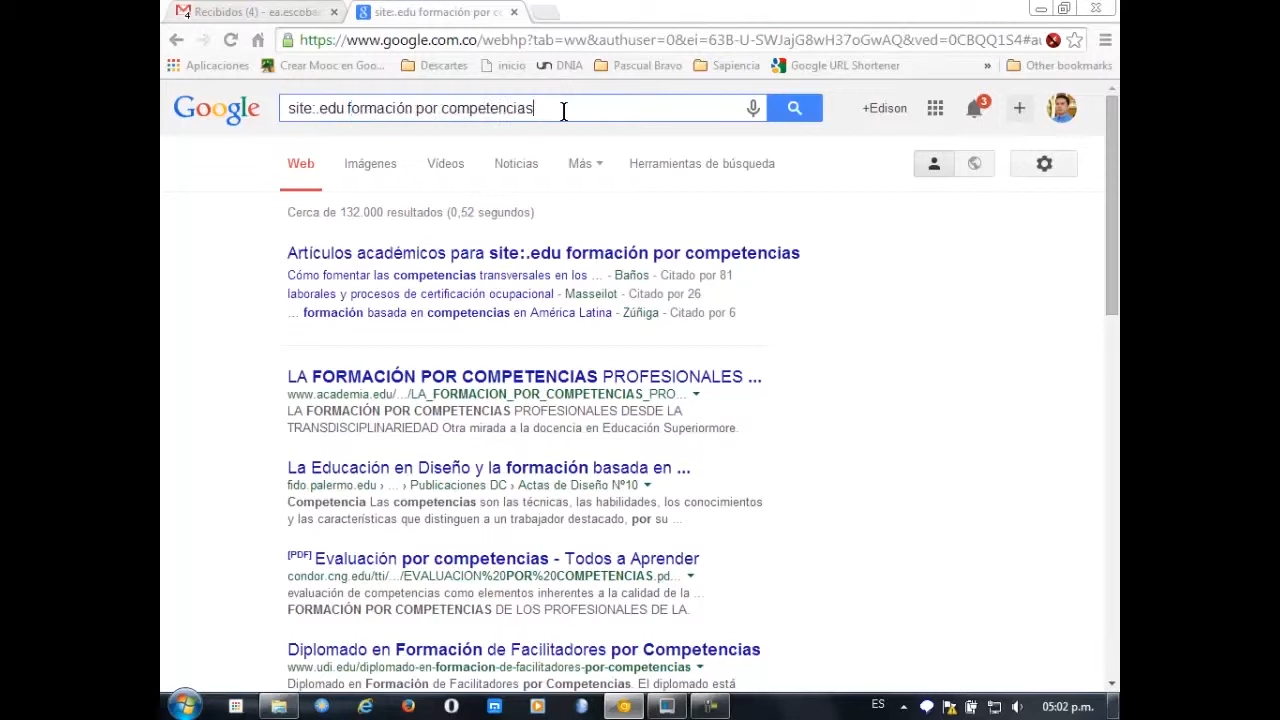 Recibidos (4) - ea.escobar
site:.edu formación por co
https://www.google.com.co/webhp?tab=ww&authuser=0&ei=63B-U-SWJajG8wH37oGwAQ&ved=0CBQQ1S4#au
Aplicaciones Crear Mooc en Goo... Descartes inicio DNIA Pascual Bravo Sapiencia Google URL Shortener » Other bookmarks
Google site:.edu formación por competencias +Edison 3
Web Imágenes Vídeos Noticias Más Herramientas de búsqueda
Cerca de 132.000 resultados (0,52 segundos)
Artículos académicos para site:.edu formación por competencias
Cómo fomentar las competencias transversales en los ... - Baños - Citado por 81
laborales y procesos de certificación ocupacional - Masseilot - Citado por 26
... formación basada en competencias en América Latina - Zúñiga - Citado por 6
LA FORMACIÓN POR COMPETENCIAS PROFESIONALES ...
www.academia.edu/.../LA_FORMACION_POR_COMPETENCIAS_PRO...
LA FORMACIÓN POR COMPETENCIAS PROFESIONALES DESDE LA
TRANSDISCIPLINARIEDAD Otra mirada a la docencia en Educación Superiormore.
La Educación en Diseño y la formación basada en ...
fido.palermo.edu › ... › Publicaciones DC › Actas de Diseño Nº10
Competencia Las competencias son las técnicas, las habilidades, los conocimientos
y las características que distinguen a un trabajador destacado, por su ...
[PDF] Evaluación por competencias - Todos a Aprender
condor.cng.edu/tti/.../EVALUACION%20POR%20COMPETENCIAS.pd...
evaluación de competencias como elementos inherentes a la calidad de la ...
FORMACIÓN POR COMPETENCIAS DE LOS PROFESIONALES DE LA.
Diplomado en Formación de Facilitadores por Competencias
www.udi.edu/diplomado-en-formacion-de-facilitadores-por-competencias
Diplomado en Formación de Facilitadores por Competencias. El diplomado está
ES 05:02 p.m.